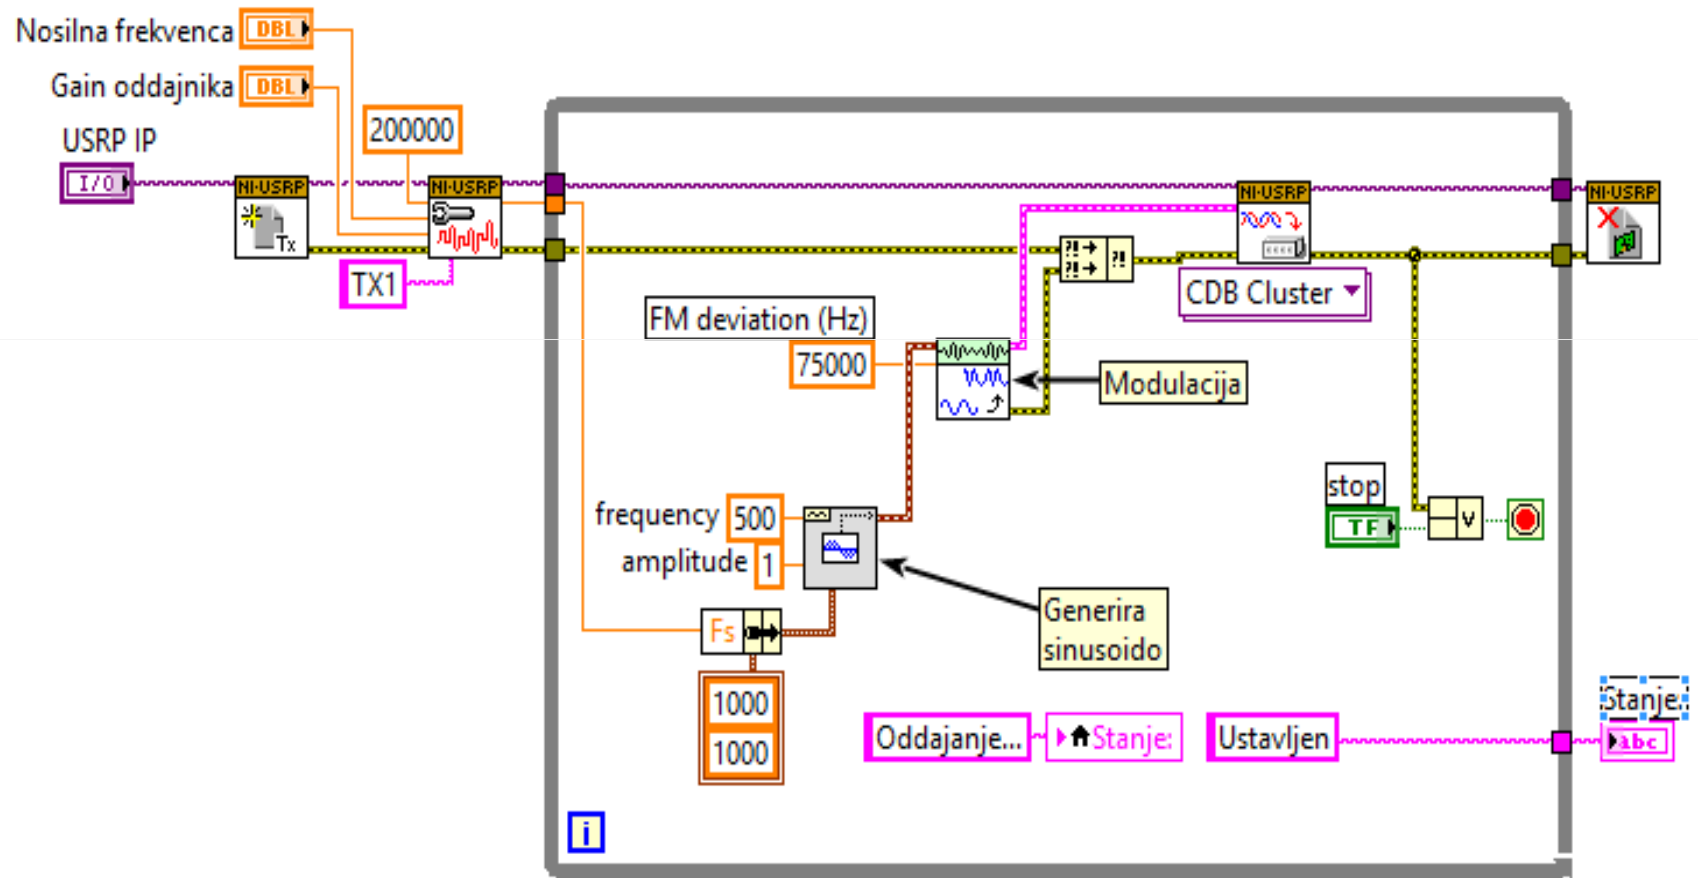 Nosilna frekvenca DBL
Gain oddajnika DBL
200000
USRP IP
I/O
NI-USRP
Tx
NI-USRP
TX1
NI-USRP
NI-USRP
?! ?! ?!
CDB Cluster
FM deviation (Hz)
75000
Modulacija
stop
TF
V
frequency 500
amplitude 1
Generira
sinusoido
Fs
1000
1000
Oddajanje...
Stanje:
Ustavljen
Stanje:
abc
i